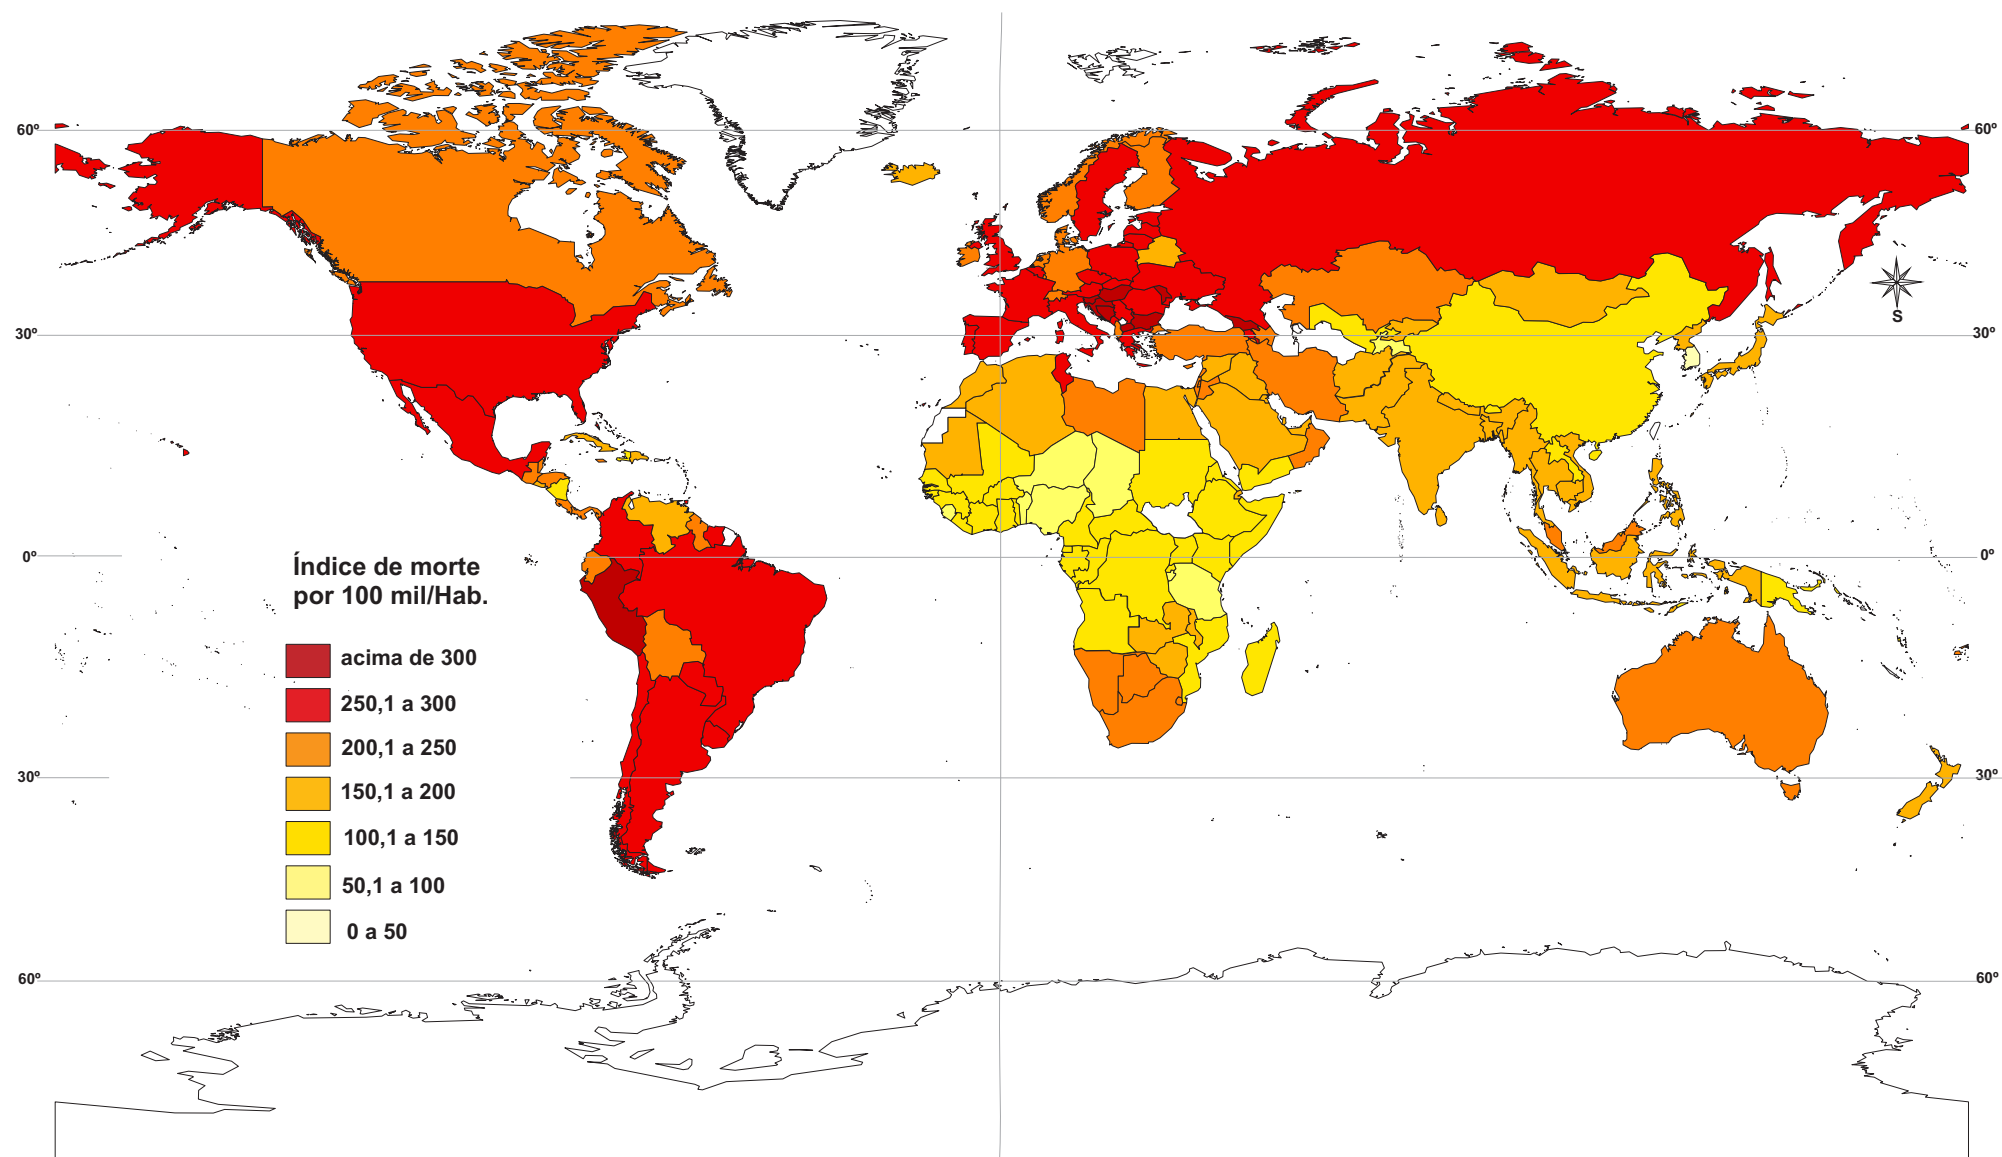 60º
60º
S
30º
30º
0º
0º
Índice de morte
por 100 mil/Hab.
acima de 300
250,1 a 300
200,1 a 250
150,1 a 200
100,1 a 150
50,1 a 100
0 a 50
30º
30º
60º
60º